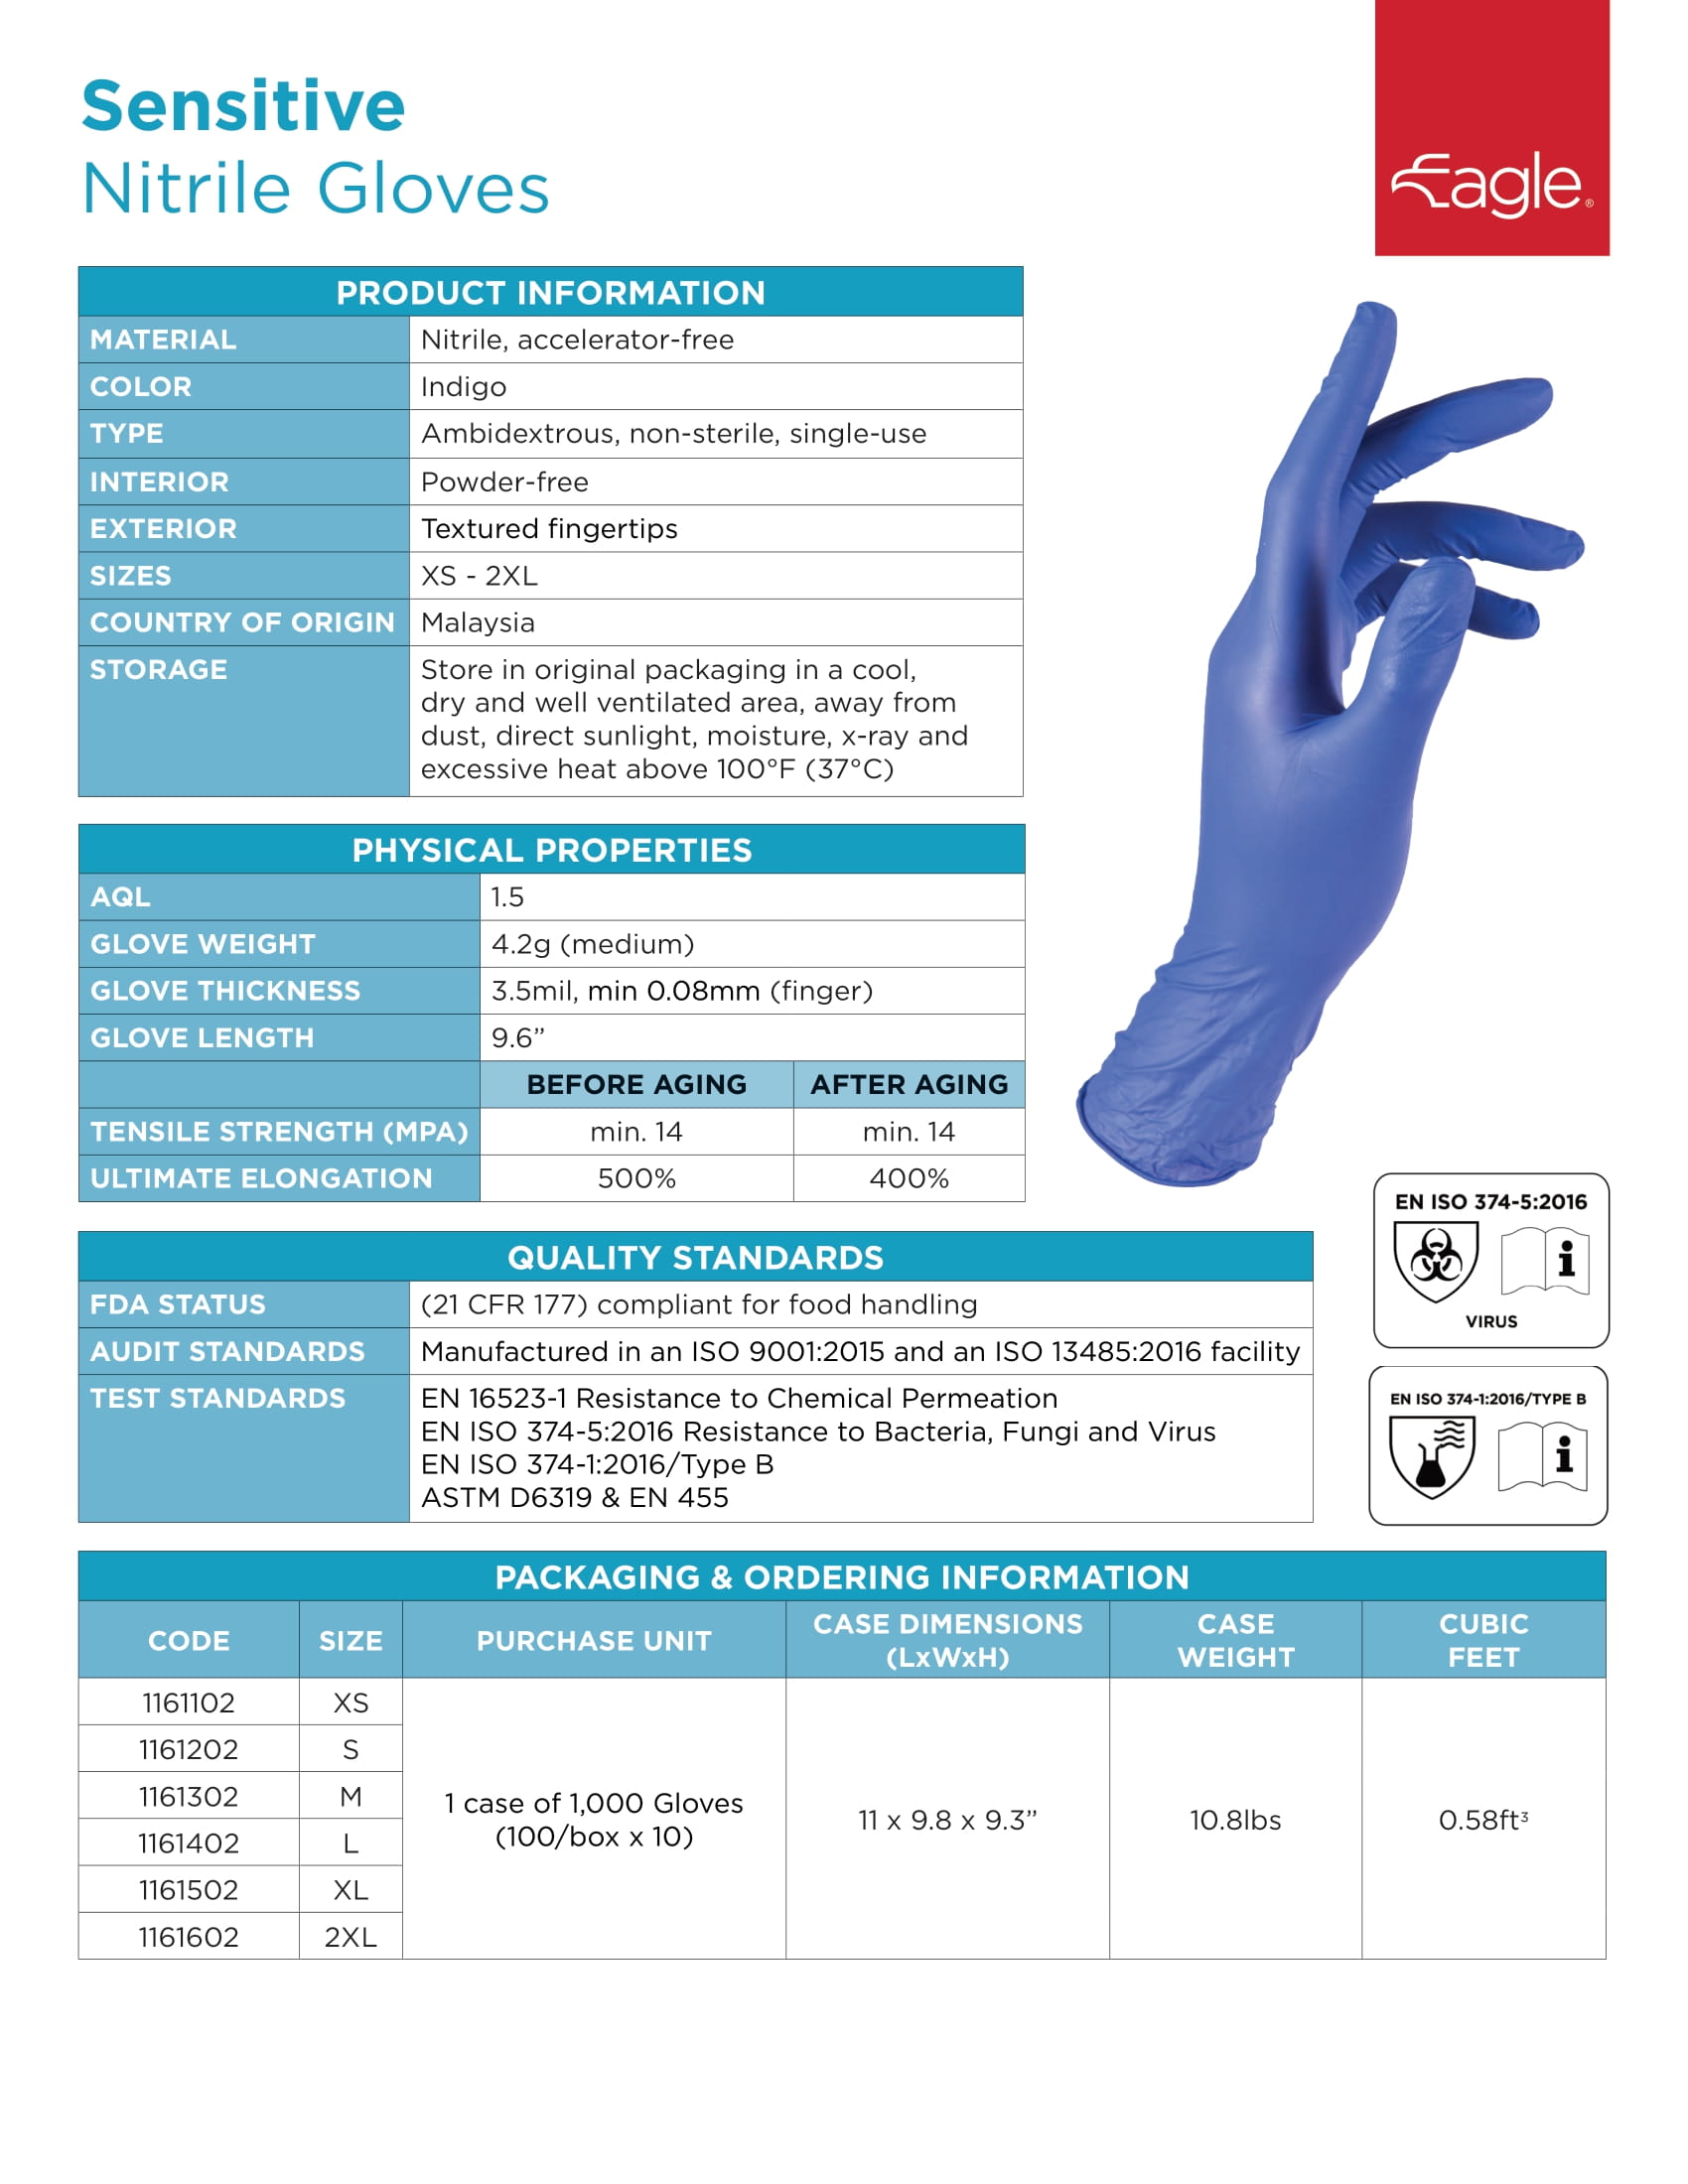 Sensitive
Nitrile Gloves
Eagle®
PRODUCT INFORMATION
MATERIAL Nitrile, accelerator-free
COLOR Indigo
TYPE Ambidextrous, non-sterile, single-use
INTERIOR Powder-free
EXTERIOR Textured fingertips
SIZES XS - 2XL
COUNTRY OF ORIGIN Malaysia
STORAGE Store in original packaging in a cool,
dry and well ventilated area, away from
dust, direct sunlight, moisture, x-ray and
excessive heat above 100°F (37°C)
PHYSICAL PROPERTIES
AQL 1.5
GLOVE WEIGHT 4.2g (medium)
GLOVE THICKNESS 3.5mil, min 0.08mm (finger)
GLOVE LENGTH 9.6”
BEFORE AGING AFTER AGING
TENSILE STRENGTH (MPA) min. 14 min. 14
ULTIMATE ELONGATION 500% 400%
QUALITY STANDARDS
FDA STATUS (21 CFR 177) compliant for food handling
AUDIT STANDARDS Manufactured in an ISO 9001:2015 and an ISO 13485:2016 facility
TEST STANDARDS EN 16523-1 Resistance to Chemical Permeation
EN ISO 374-5:2016 Resistance to Bacteria, Fungi and Virus
EN ISO 374-1:2016/Type B
ASTM D6319 & EN 455
EN ISO 374-5:2016
i
VIRUS
EN ISO 374-1:2016/TYPE B
i
PACKAGING & ORDERING INFORMATION
CODE SIZE PURCHASE UNIT CASE DIMENSIONS (LxWxH) CASE WEIGHT CUBIC FEET
1161102 XS
1161202 S
1161302 M
1161402 L
1161502 XL
1161602 2XL
1 case of 1,000 Gloves
(100/box x 10)
11 x 9.8 x 9.3”
10.8lbs
0.58ft³